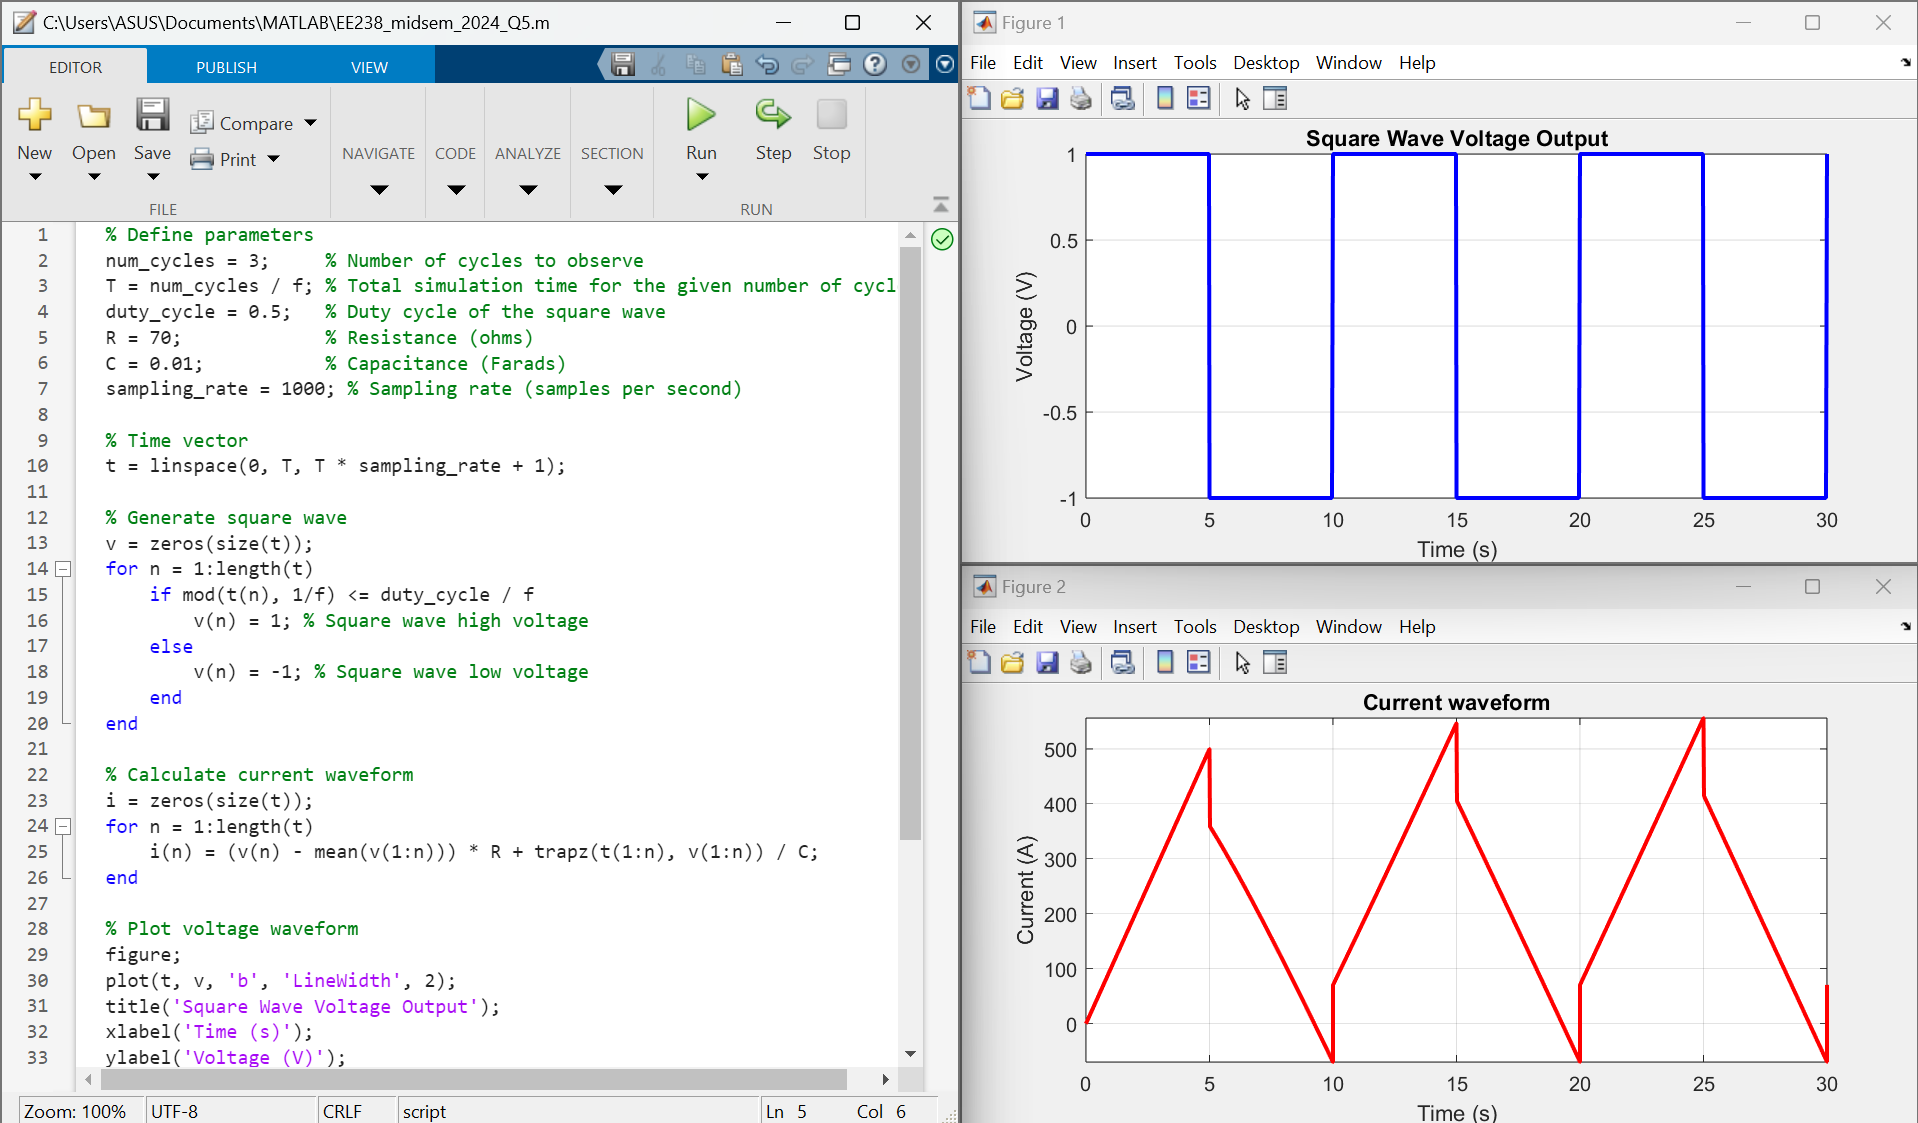 C:\Users\ASUS\Documents\MATLAB\EE238_midsem_2024_Q5.m
EDITOR PUBLISH VIEW
New Open Save Compare Print
NAVIGATE CODE ANALYZE SECTION
Run Step Stop
FILE RUN
1 % Define parameters
2 num_cycles = 3;     % Number of cycles to observe
3 T = num_cycles / f; % Total simulation time for the given number of cycl
4 duty_cycle = 0.5;   % Duty cycle of the square wave
5 R = 70;             % Resistance (ohms)
6 C = 0.01;           % Capacitance (Farads)
7 sampling_rate = 1000; % Sampling rate (samples per second)
8
9 % Time vector
10 t = linspace(0, T, T * sampling_rate + 1);
11
12 % Generate square wave
13 v = zeros(size(t));
14 for n = 1:length(t)
15     if mod(t(n), 1/f) <= duty_cycle / f
16         v(n) = 1; % Square wave high voltage
17     else
18         v(n) = -1; % Square wave low voltage
19     end
20 end
21
22 % Calculate current waveform
23 i = zeros(size(t));
24 for n = 1:length(t)
25     i(n) = (v(n) - mean(v(1:n))) * R + trapz(t(1:n), v(1:n)) / C;
26 end
27
28 % Plot voltage waveform
29 figure;
30 plot(t, v, 'b', 'LineWidth', 2);
31 title('Square Wave Voltage Output');
32 xlabel('Time (s)');
33 ylabel('Voltage (V)');
Zoom: 100% UTF-8 CRLF script Ln 5 Col 6
Figure 1
File Edit View Insert Tools Desktop Window Help
Square Wave Voltage Output
1
0.5
0
-0.5
-1
Voltage (V)
0 5 10 15 20 25 30
Time (s)
Figure 2
File Edit View Insert Tools Desktop Window Help
Current waveform
500
400
300
200
100
0
Current (A)
0 5 10 15 20 25 30
Time (s)